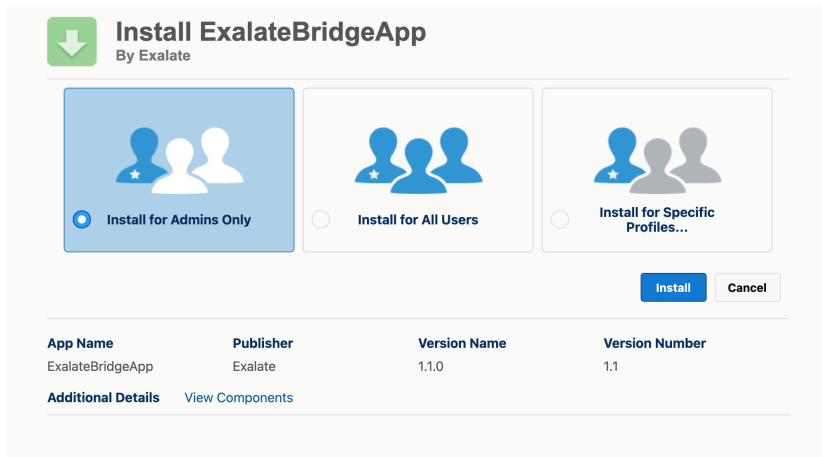 Install ExalateBridgeApp
By Exalate
Install for Admins Only
Install for All Users
Install for Specific
Profiles...
Install
Cancel
App Name
Publisher
Version Name
Version Number
ExalateBridgeApp
Exalate
1.1.0
1.1
Additional Details
View Components